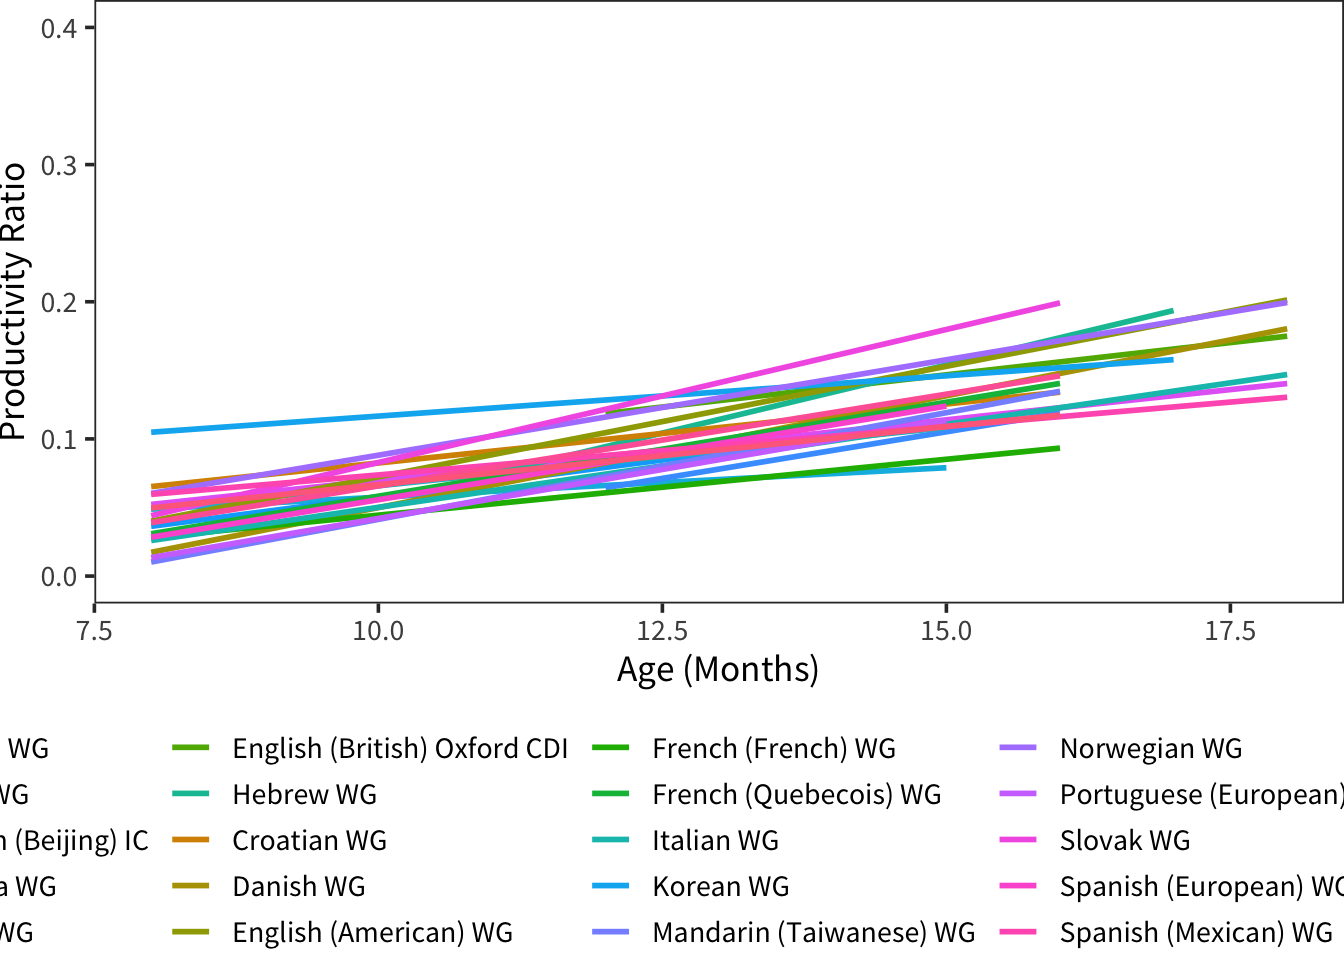 0.4
0.3
0.2
0.1
0.0
Productivity Ratio
7.5 10.0 12.5 15.0 17.5
Age (Months)
WG English (British) Oxford CDI French (French) WG Norwegian WG
WG Hebrew WG French (Quebecois) WG Portuguese (European)
(Beijing) IC Croatian WG Italian WG Slovak WG
WG Danish WG Korean WG Spanish (European) WG
WG English (American) WG Mandarin (Taiwanese) WG Spanish (Mexican) WG